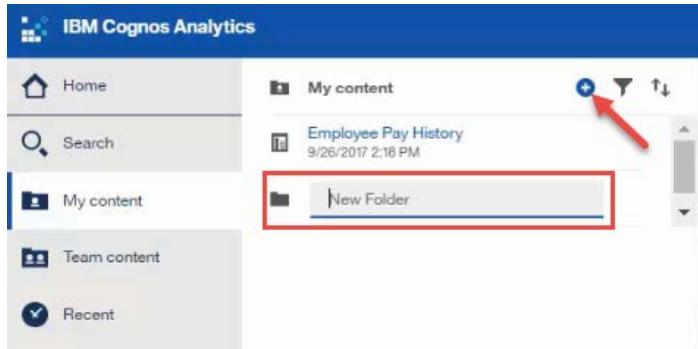 IBM Cognos Analytics
Home
Search
My content
Team content
Recent
My content
Employee Pay History
9/26/2017 2:18 PM
New Folder